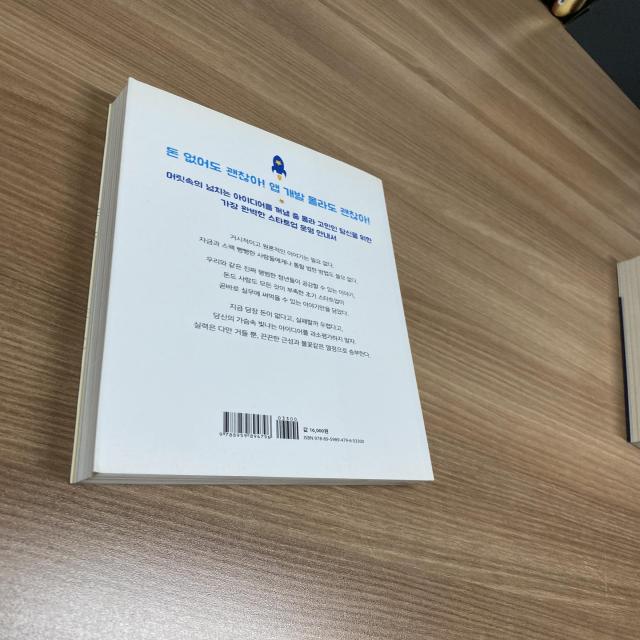 돈 없어도 괜찮아! 앱 개발 몰라도 괜찮아!
머릿속의 넘치는 아이디어를 꺼낼 줄 몰라 고민인 당신을 위한
가장 완벽한 스타트업 운영 안내서
거시적이고 원론적인 이야기는 필요 없다.
자금과 스펙 빵빵한 사람들에게나 통할 법한 방법도 필요 없다.
우리와 같은 진짜 평범한 청년들이 공감할 수 있는 이야기,
돈도 사람도 모든 것이 부족한 초기 스타트업이
곧바로 실무에 써먹을 수 있는 이야기만을 담았다.
지금 당장 돈이 없다고, 실패할까 두렵다고,
당신의 가슴속 빛나는 아이디어를 과소평가하지 말자.
실력은 다만 거들 뿐, 끈끈한 근성과 불꽃같은 열정으로 승부한다.
03300
9 788959 894796
값 16,000원
ISBN 978-89-5989-479-6 03300